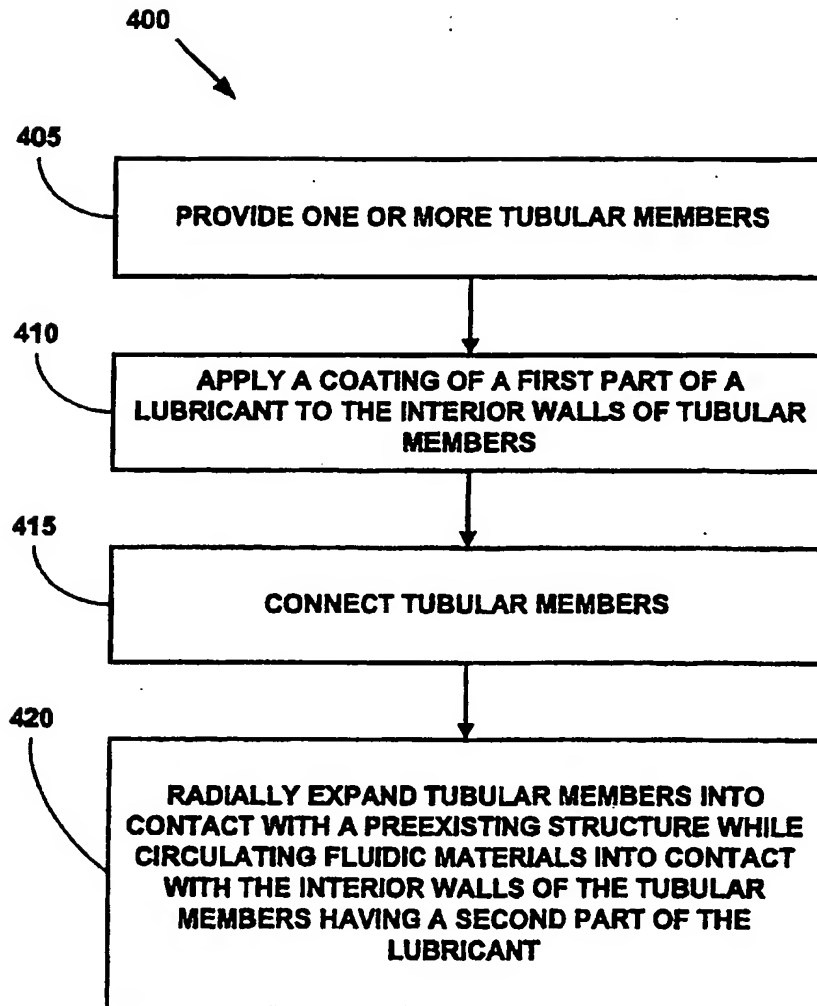 400
405
PROVIDE ONE OR MORE TUBULAR MEMBERS
410
APPLY A COATING OF A FIRST PART OF A
LUBRICANT TO THE INTERIOR WALLS OF TUBULAR
MEMBERS
415
CONNECT TUBULAR MEMBERS
420
RADIALLY EXPAND TUBULAR MEMBERS INTO
CONTACT WITH A PREEXISTING STRUCTURE WHILE
CIRCULATING FLUIDIC MATERIALS INTO CONTACT
WITH THE INTERIOR WALLS OF THE TUBULAR
MEMBERS HAVING A SECOND PART OF THE
LUBRICANT